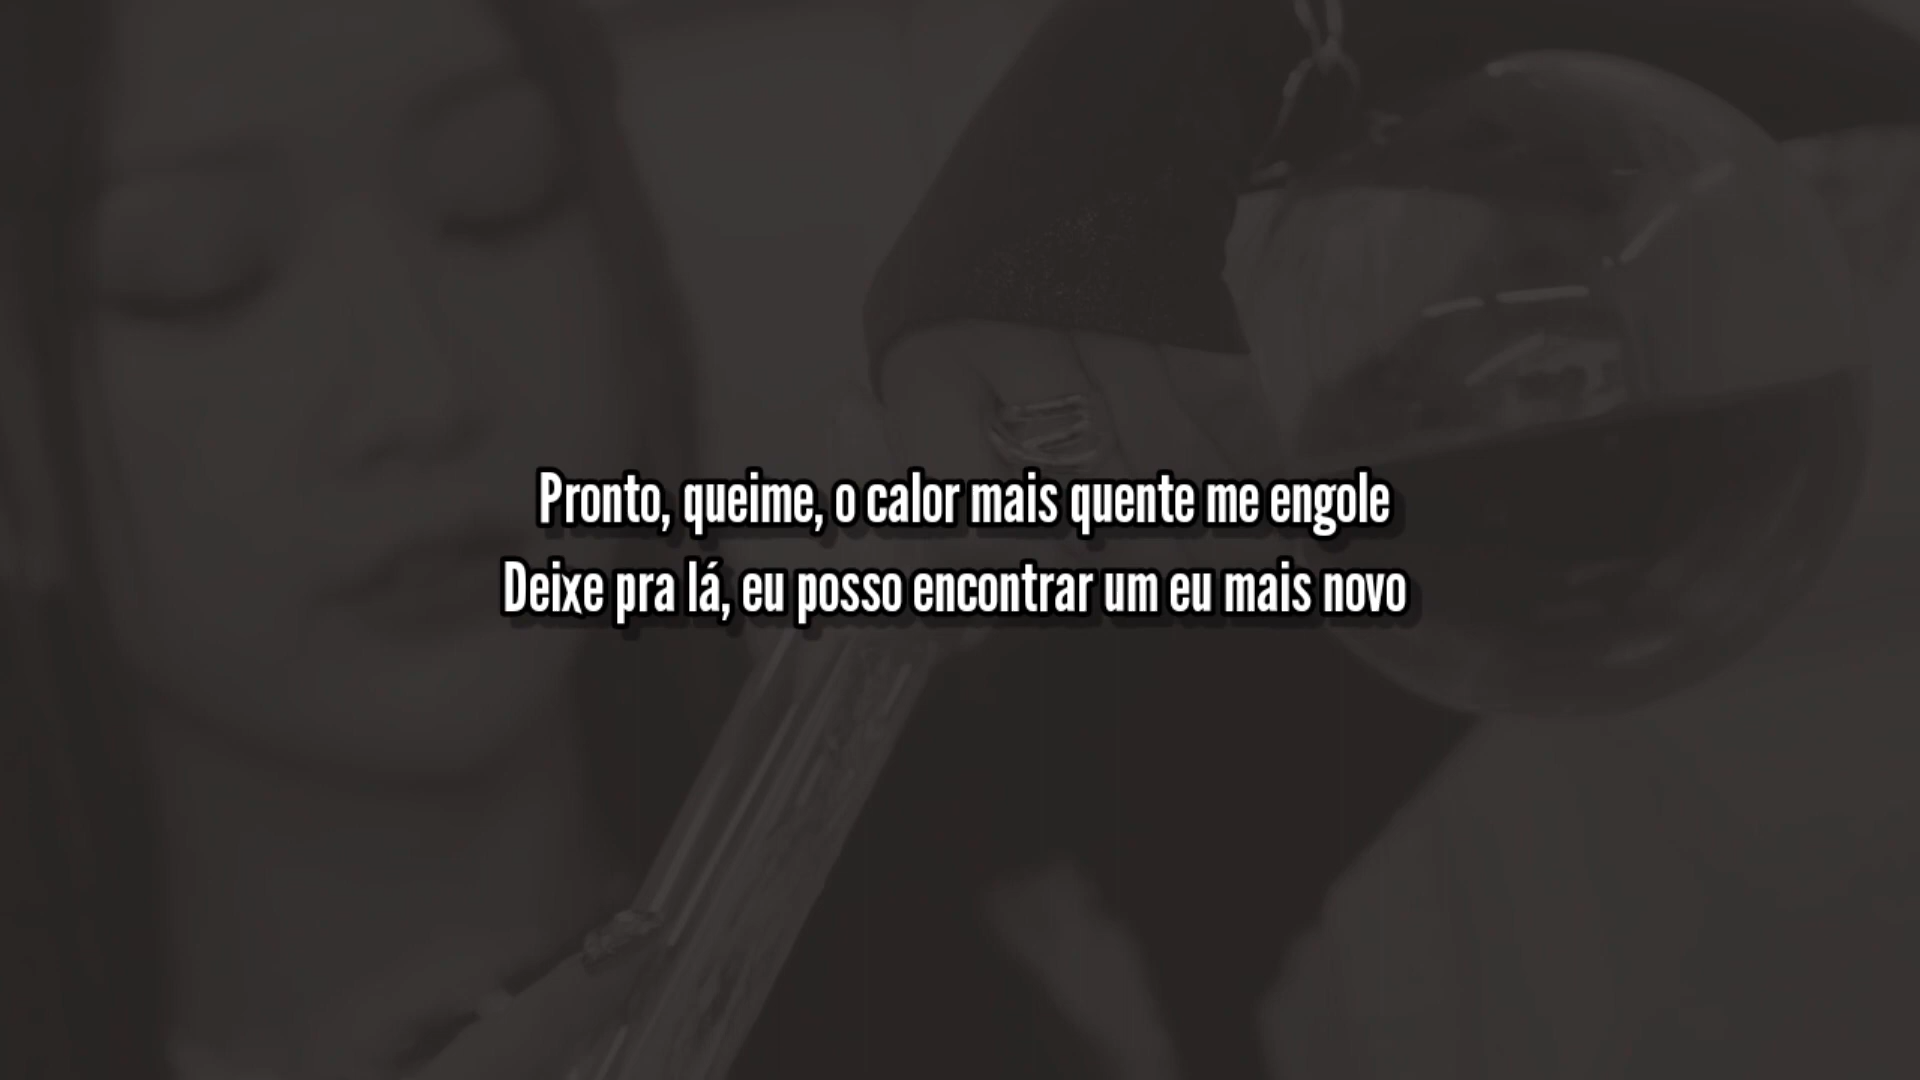 Pronto, queime, o calor mais quente me engole
Deixe pra lá, eu posso encontrar um eu mais novo